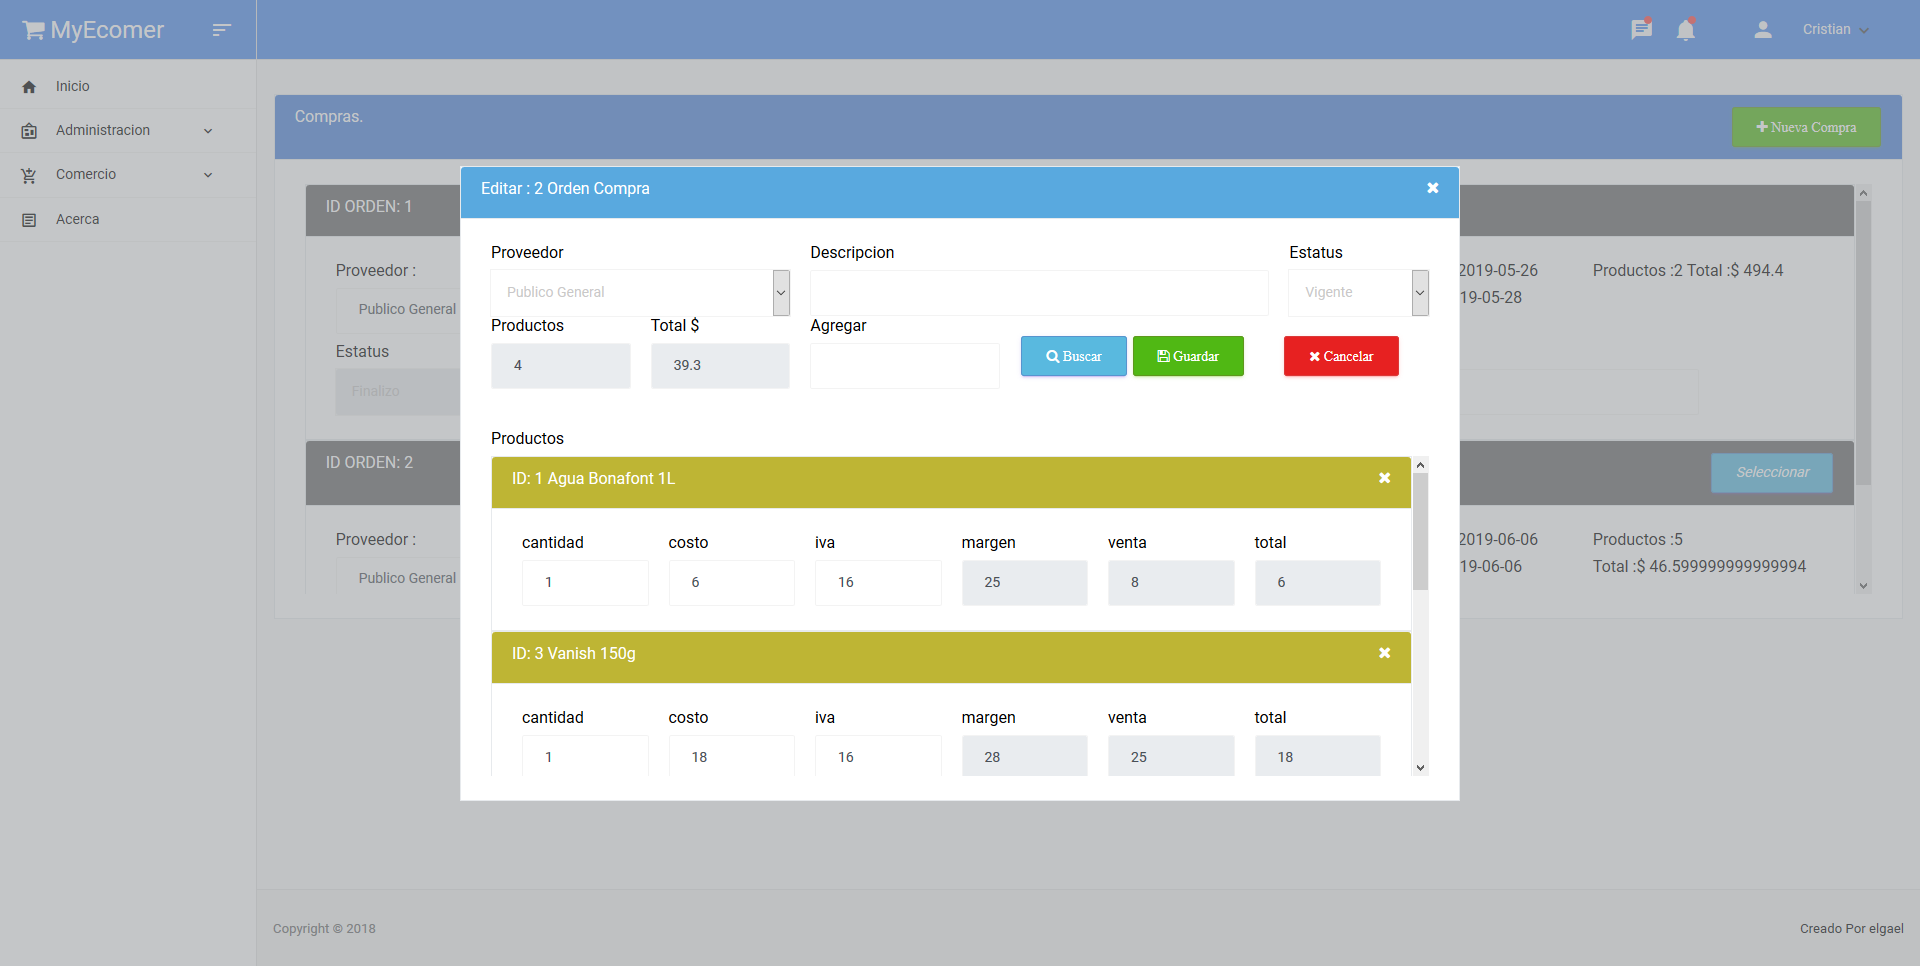 MyEcomer
Cristian
Inicio
Administracion
Comercio
Acerca
Compras.
Nueva Compra
ID ORDEN: 1
Proveedor :
Publico General
2019-05-26
19-05-28
Productos :2 Total :$ 494.4
Estatus
Finalizo
ID ORDEN: 2
Seleccionar
Proveedor :
Publico General
2019-06-06
19-06-06
Productos :5
Total :$ 46.599999999999994
Editar : 2 Orden Compra
Proveedor Descripcion Estatus
Publico General Vigente
Productos Total $ Agregar
4 39.3 Buscar Guardar Cancelar
Productos
ID: 1 Agua Bonafont 1L
cantidad costo iva margen venta total
1 6 16 25 8 6
ID: 3 Vanish 150g
cantidad costo iva margen venta total
1 18 16 28 25 18
Copyright © 2018
Creado Por elgael